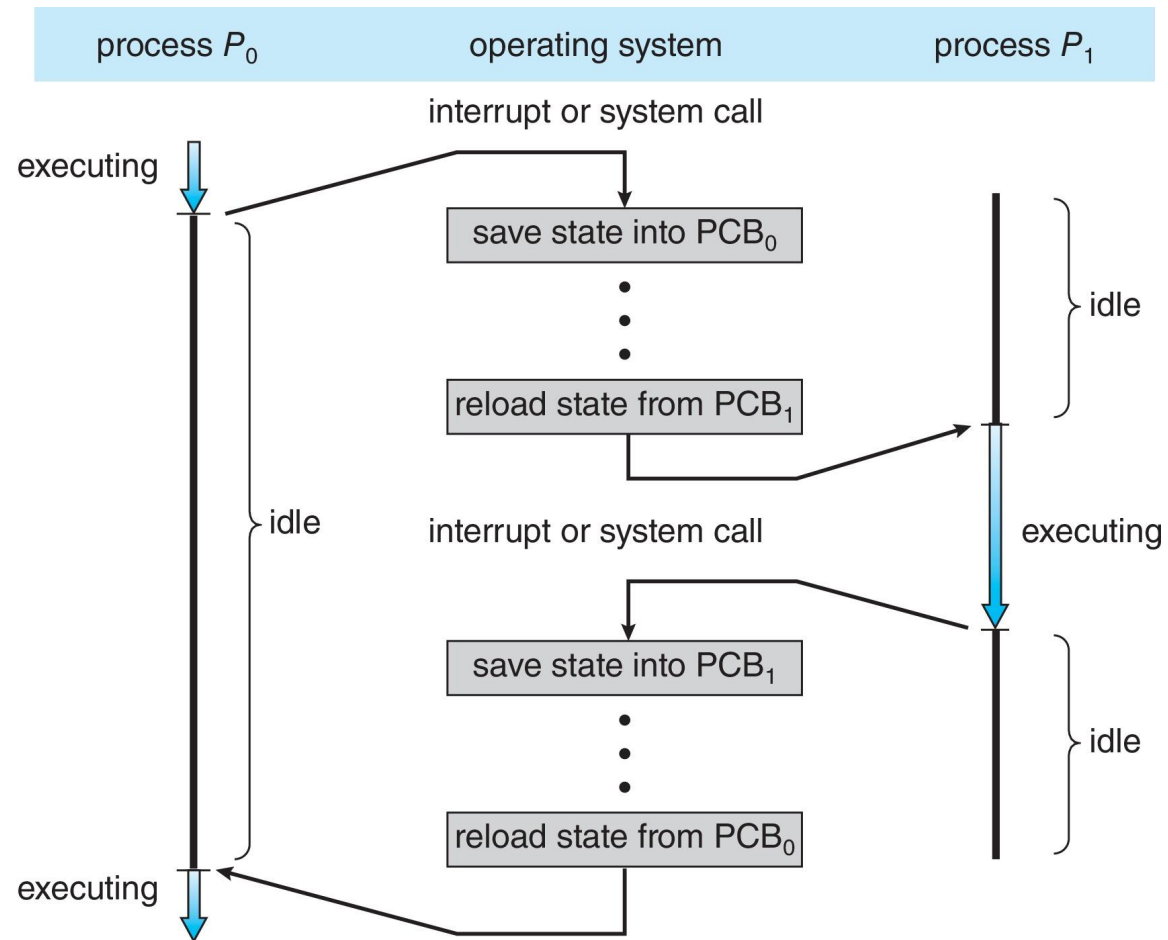 process P₀
operating system
process P₁
interrupt or system call
executing
save state into PCB₀
idle
reload state from PCB₁
idle
interrupt or system call
executing
save state into PCB₁
idle
reload state from PCB₀
executing